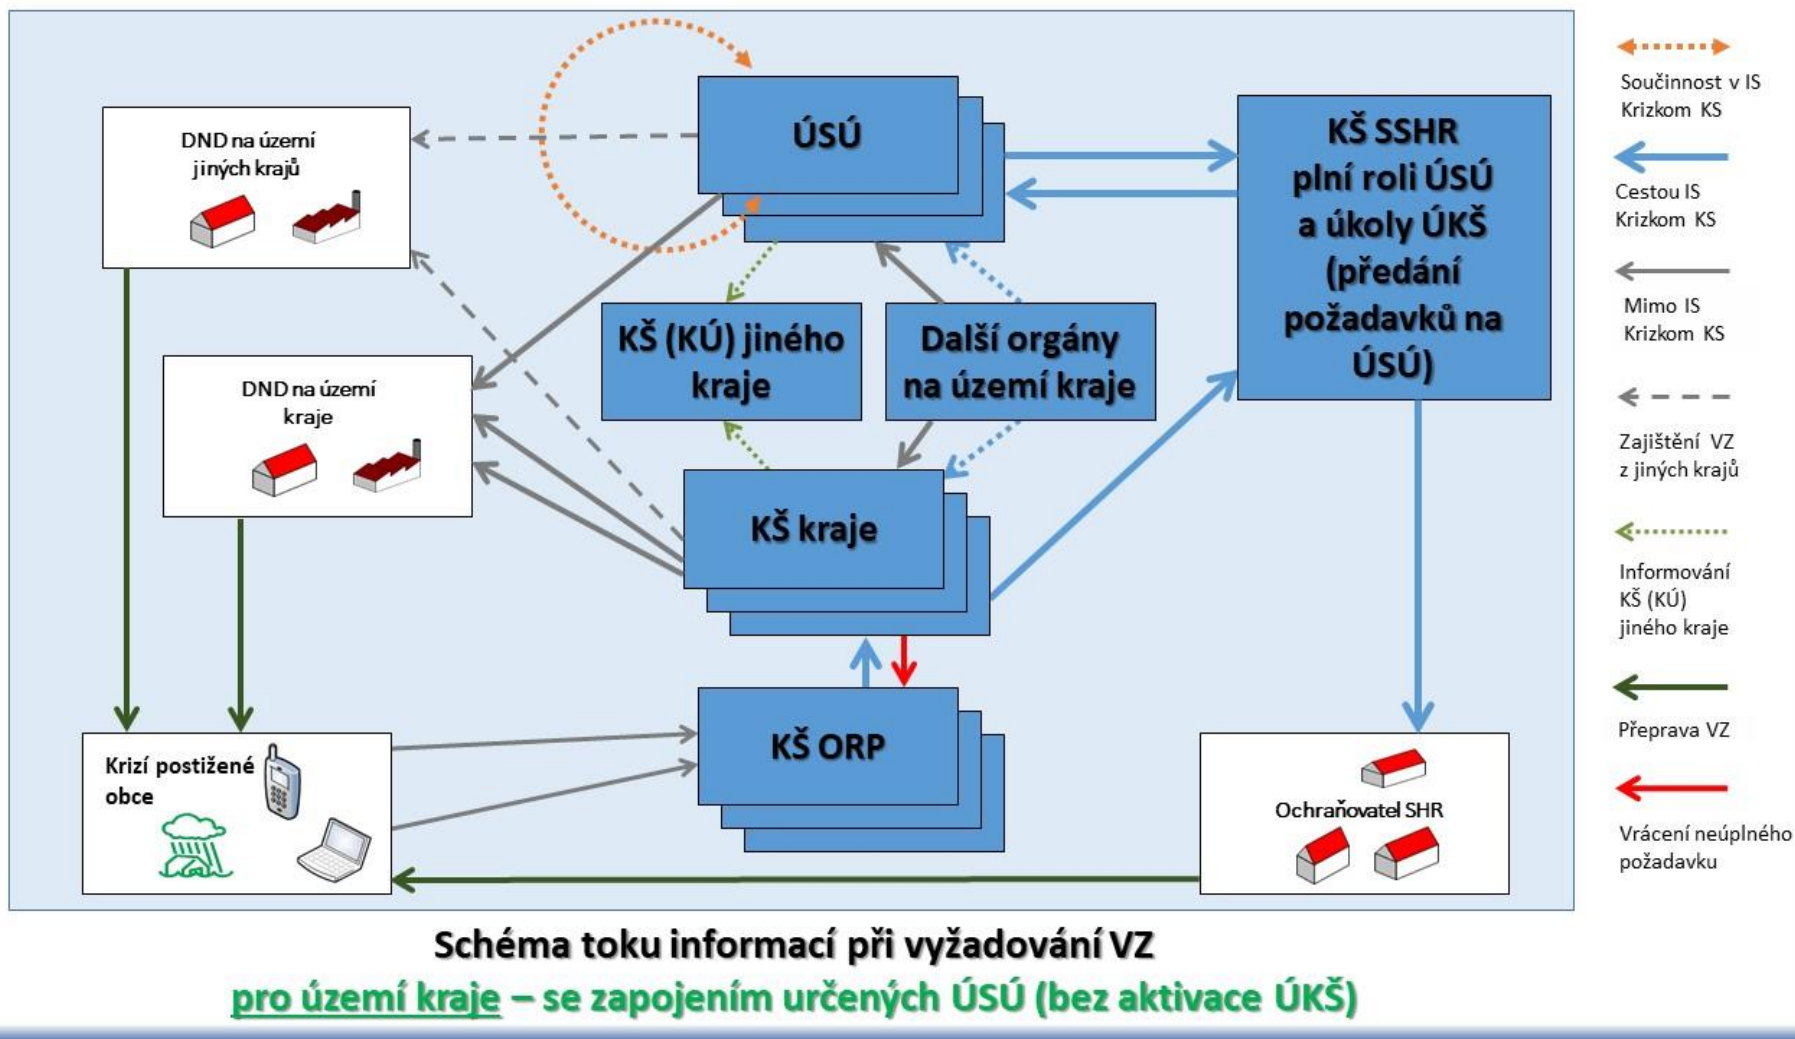 DND na území
jiných krajů
ÚSÚ
KŠ SSHR
plní roli ÚSÚ
a úkoly ÚKŠ
(předání
požadavků na
ÚSÚ)
KŠ (KÚ) jiného
kraje
Další orgány
na území kraje
DND na území
kraje
KŠ kraje
KŠ ORP
Krizí postižené
obce
Ochraňovatel SHR
Součinnost v IS
Krizkom KS
Cestou IS
Krizkom KS
Mimo IS
Krizkom KS
Zajištění VZ
z jiných krajů
Informování
KŠ (KÚ)
jiného kraje
Přeprava VZ
Vrácení neúplného
požadavku
Schéma toku informací při vyžadování VZ
pro území kraje – se zapojením určených ÚSÚ (bez aktivace ÚKŠ)